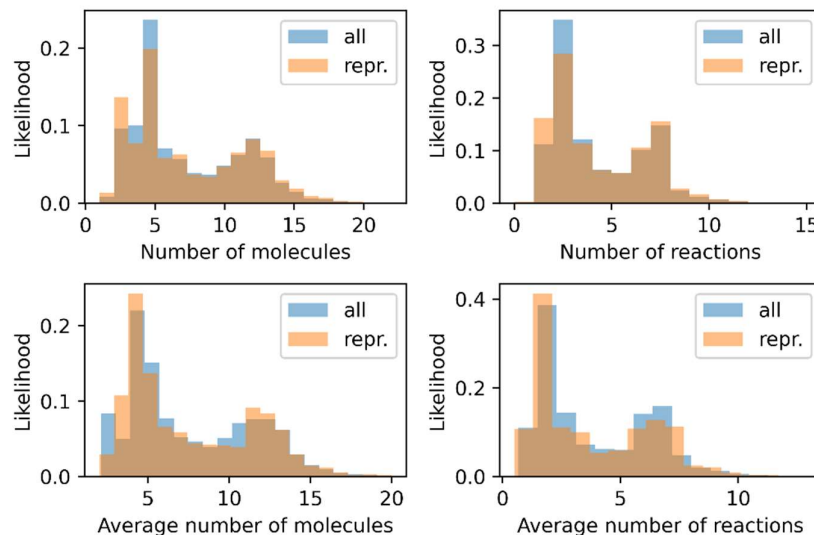 0.2
0.1
0.0
Likelihood
all
repr.
1
5
10
15
20
Number of molecules
0.3
0.2
0.1
0.0
Likelihood
all
repr.
0
5
10
15
Number of reactions
0.2
0.1
0.0
Likelihood
all
repr.
5
10
15
20
Average number of molecules
0.4
0.2
0.0
Likelihood
all
repr.
0
5
10
Average number of reactions